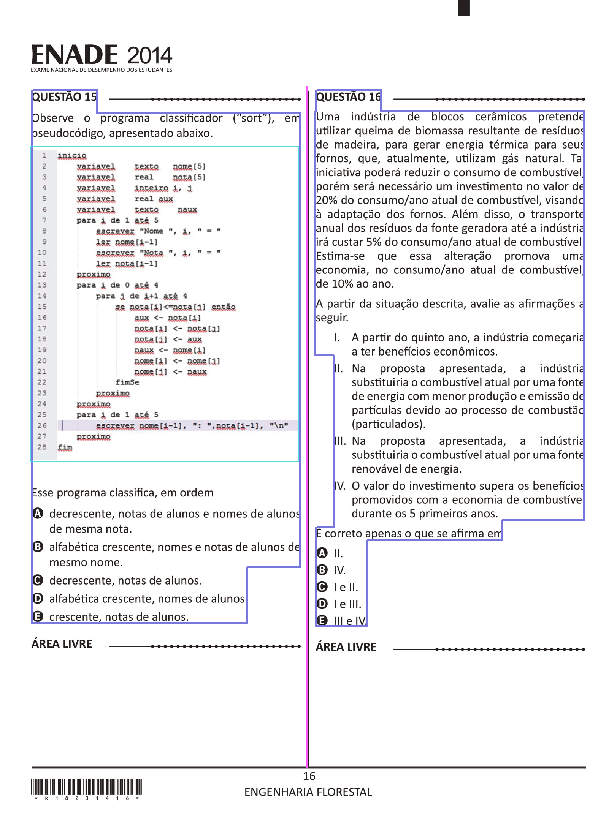 ENADE 2014
EXAME NACIONAL DE DESEMPENHO DOS ESTUDANTES
QUESTÃO 15
Observe o programa classificador ("sort"), em
pseudocódigo, apresentado abaixo.
1 inicio
2 variavel texto nome[5]
3 variavel real nota[5]
4 variavel inteiro i, j
5 variavel real aux
6 variavel texto naux
7 para i de 1 até 5
8 escrever "Nome ", i, " = "
9 ler nome[i-1]
10 escrever "Nota ", i, " = "
11 ler nota[i-1]
12 proximo
13 para i de 0 até 4
14 para j de i+1 até 4
15 se nota[i]<=nota[j] então
16 aux <- nota[i]
17 nota[i] <- nota[j]
18 nota[j] <- aux
19 naux <- nome[i]
20 nome[i] <- nome[j]
21 nome[j] <- naux
22 fimSe
23 proximo
24 proximo
25 para i de 1 até 5
26 escrever nome[i-1], ": ",nota[i-1], "\n"
27 proximo
28 fim
Esse programa classifica, em ordem
A decrescente, notas de alunos e nomes de alunos
de mesma nota.
B alfabética crescente, nomes e notas de alunos de
mesmo nome.
C decrescente, notas de alunos.
D alfabética crescente, nomes de alunos
E crescente, notas de alunos.
ÁREA LIVRE
QUESTÃO 16
Uma indústria de blocos cerâmicos pretende
utilizar queima de biomassa resultante de resíduos
de madeira, para gerar energia térmica para seus
fornos, que, atualmente, utilizam gás natural. Tal
iniciativa poderá reduzir o consumo de combustível,
porém será necessário um investimento no valor de
20% do consumo/ano atual de combustível, visando
à adaptação dos fornos. Além disso, o transporte
anual dos resíduos da fonte geradora até a indústria
irá custar 5% do consumo/ano atual de combustível.
Estima-se que essa alteração promova uma
economia, no consumo/ano atual de combustível,
de 10% ao ano.
A partir da situação descrita, avalie as afirmações a
seguir.
I. A partir do quinto ano, a indústria começaria
a ter benefícios econômicos.
II. Na proposta apresentada, a indústria
substituiria o combustível atual por uma fonte
de energia com menor produção e emissão de
partículas devido ao processo de combustão
(particulados).
III. Na proposta apresentada, a indústria
substituiria o combustível atual por uma fonte
renovável de energia.
IV. O valor do investimento supera os benefícios
promovidos com a economia de combustível
durante os 5 primeiros anos.
É correto apenas o que se afirma em
A II.
B IV.
C I e II.
D I e III.
E III e IV.
ÁREA LIVRE
16
ENGENHARIA FLORESTAL